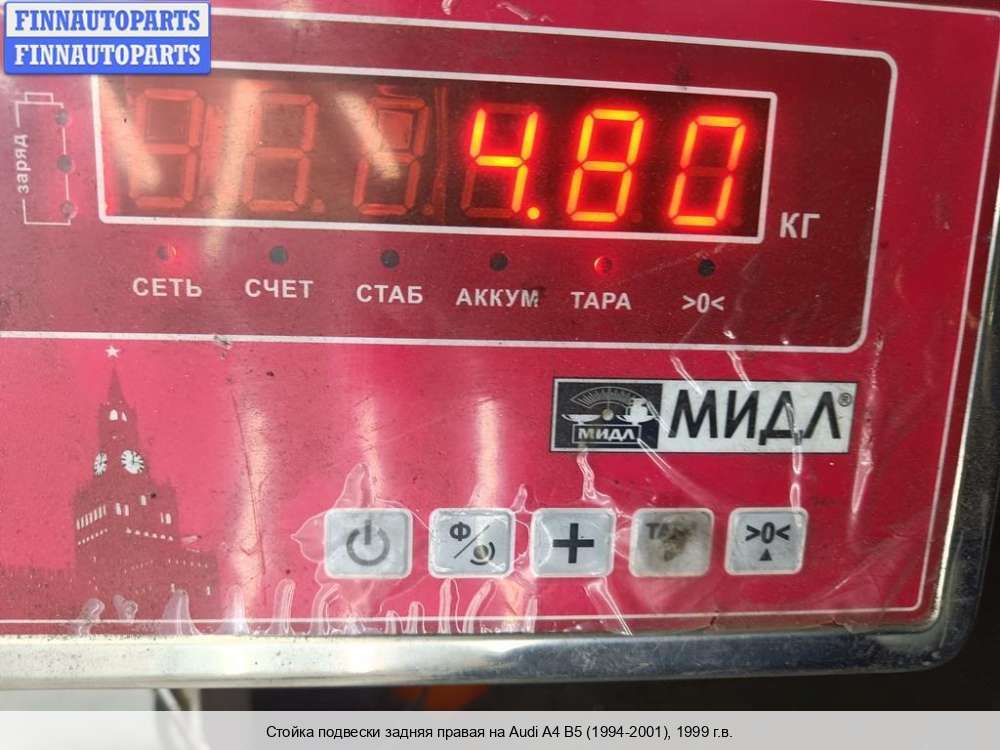 FINNAUTOPARTS
FINNAUTOPARTS
заряд
4.80
КГ
СЕТЬ СЧЕТ СТАБ АККУМ ТАРА >0<
МИДЛ МИДЛ®
Ф + >0<
Стойка подвески задняя правая на Audi A4 B5 (1994-2001), 1999 г.в.